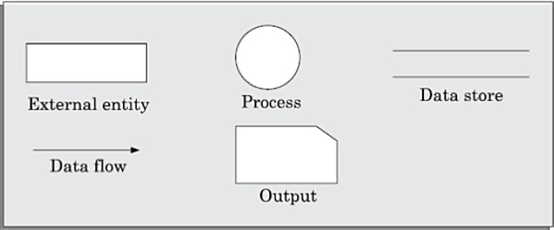 External entity
Process
Data store
Data flow
Output